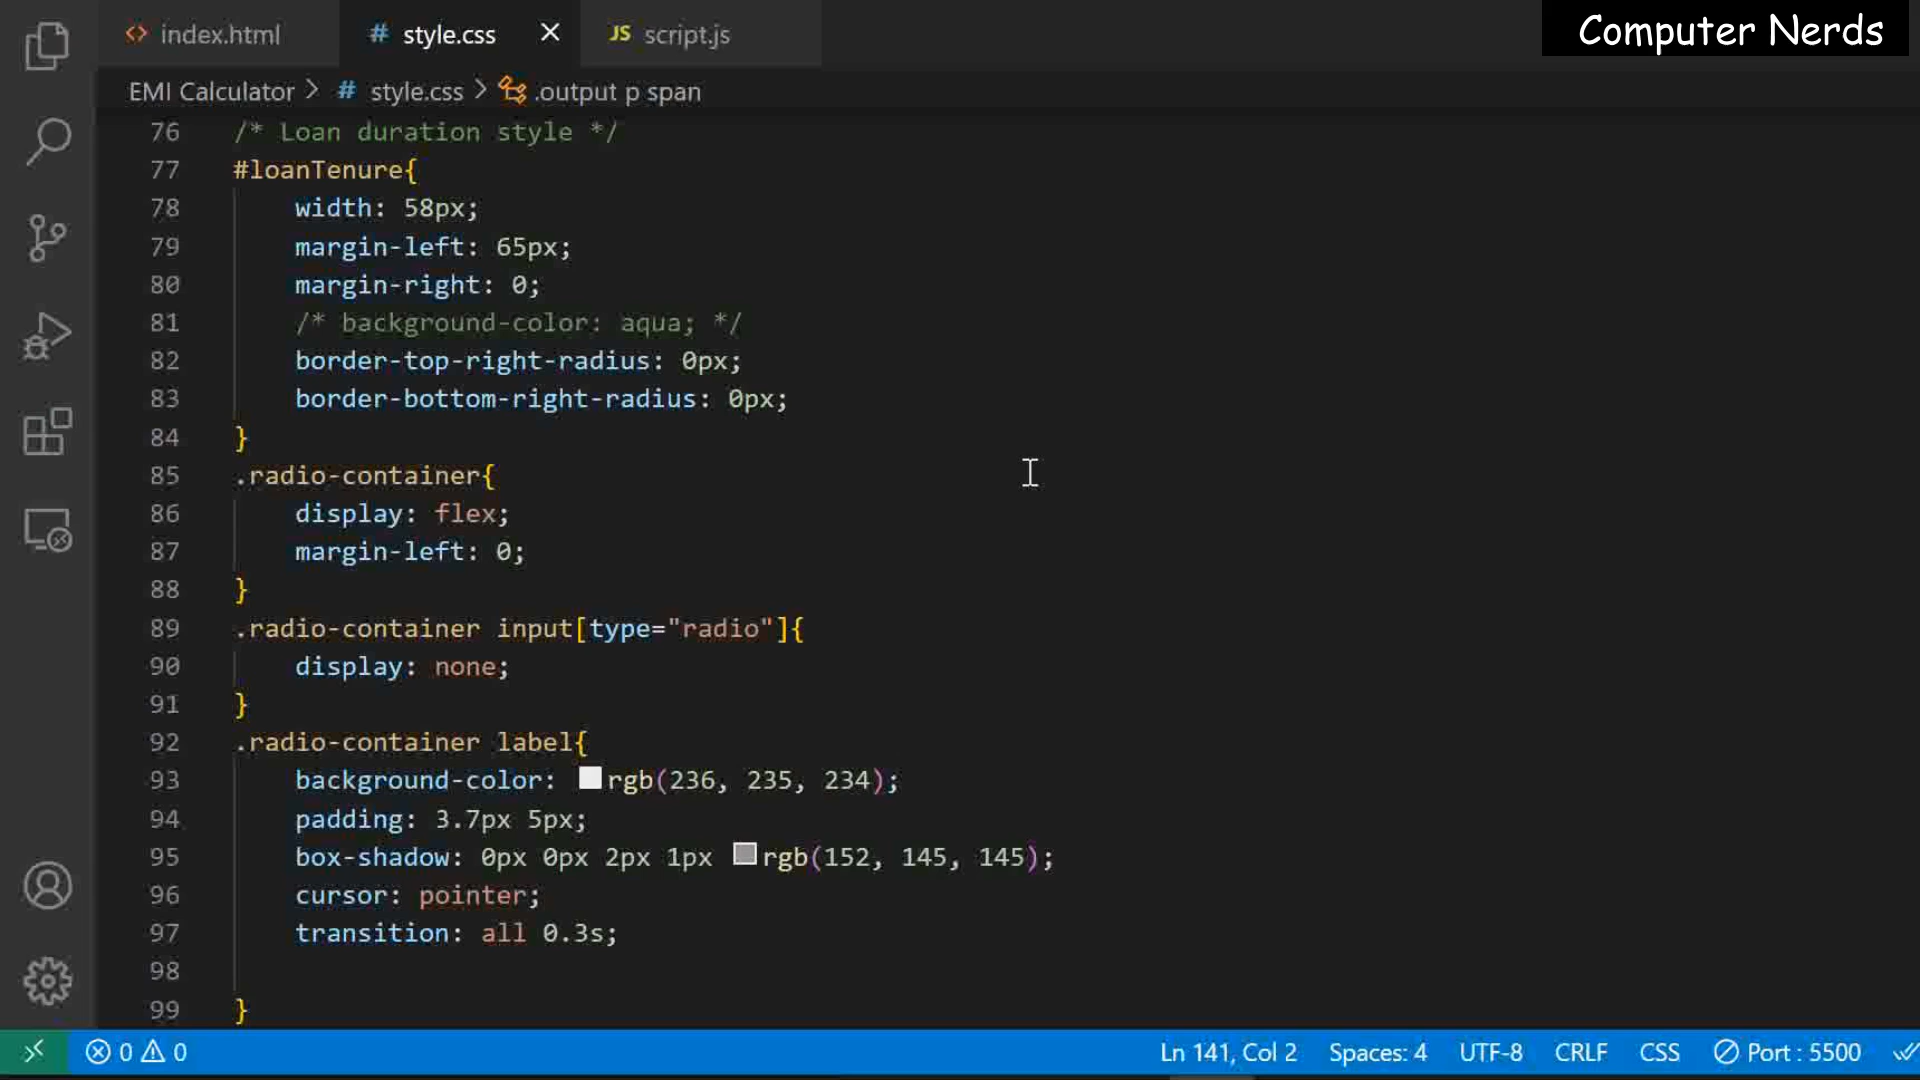 index.html
style.css
JS script.js
Computer Nerds
EMI Calculator > # style.css > .output p span
76 /* Loan duration style */
77 #loanTenure{
78 width: 58px;
79 margin-left: 65px;
80 margin-right: 0;
81 /* background-color: aqua; */
82 border-top-right-radius: 0px;
83 border-bottom-right-radius: 0px;
84 }
85 .radio-container{
86 display: flex;
87 margin-left: 0;
88 }
89 .radio-container input[type="radio"]{
90 display: none;
91 }
92 .radio-container label{
93 background-color: rgb(236, 235, 234);
94 padding: 3.7px 5px;
95 box-shadow: 0px 0px 2px 1px rgb(152, 145, 145);
96 cursor: pointer;
97 transition: all 0.3s;
98
99 }
0 0 Ln 141, Col 2 Spaces: 4 UTF-8 CRLF CSS Port : 5500